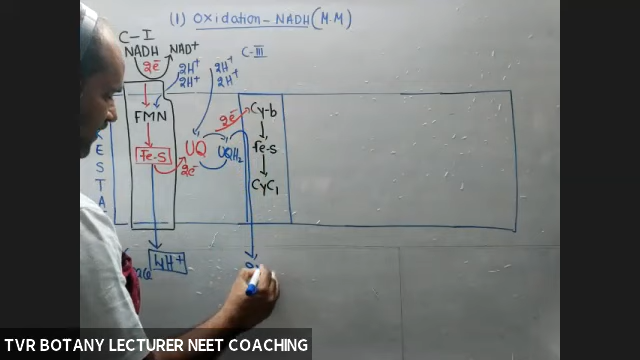 (1) Oxidation - NADH (M.M)
C-I
NADH NAD+
2e-
2H+
2H+
2H+
2H+
C-III
FMN
Fe-S
UQ
2e-
UQH2
2e-
Cy-b
Fe-S
CyC1
4H+
TVR BOTANY LECTURER NEET COACHING